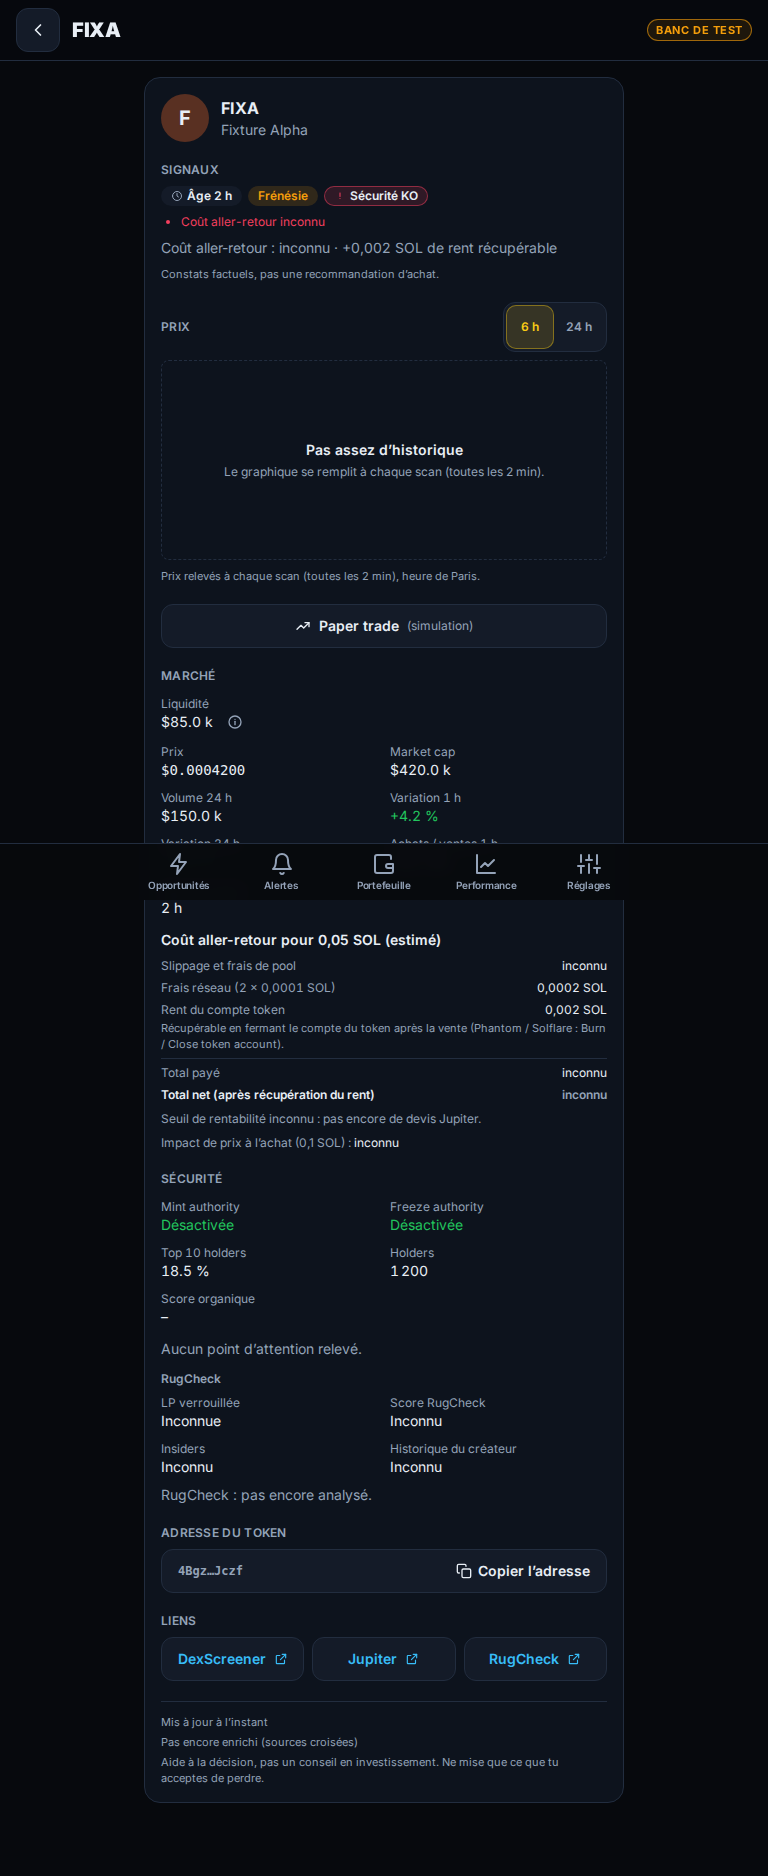 FIXA
BANC DE TEST
F
FIXA
Fixture Alpha
SIGNAUX
Âge 2 h
Frénésie
! Sécurité KO
• Coût aller-retour inconnu
Coût aller-retour : inconnu · +0,002 SOL de rent récupérable
Constats factuels, pas une recommandation d’achat.
PRIX
6 h
24 h
Pas assez d’historique
Le graphique se remplit à chaque scan (toutes les 2 min).
Prix relevés à chaque scan (toutes les 2 min), heure de Paris.
Paper trade (simulation)
MARCHÉ
Liquidité
$85.0 k
Prix
Market cap
$0.0004200
$420.0 k
Volume 24 h
Variation 1 h
$150.0 k
+4.2 %
Variation 24 h
Achats / ventes 1 h
Opportunités
Alertes
Portefeuille
Performance
Réglages
2 h
Coût aller-retour pour 0,05 SOL (estimé)
Slippage et frais de pool inconnu
Frais réseau (2 × 0,0001 SOL) 0,0002 SOL
Rent du compte token 0,002 SOL
Récupérable en fermant le compte du token après la vente (Phantom / Solflare : Burn
/ Close token account).
Total payé inconnu
Total net (après récupération du rent) inconnu
Seuil de rentabilité inconnu : pas encore de devis Jupiter.
Impact de prix à l’achat (0,1 SOL) : inconnu
SÉCURITÉ
Mint authority
Freeze authority
Désactivée
Désactivée
Top 10 holders
Holders
18.5 %
1 200
Score organique
–
Aucun point d’attention relevé.
RugCheck
LP verrouillée
Score RugCheck
Inconnue
Inconnu
Insiders
Historique du créateur
Inconnu
Inconnu
RugCheck : pas encore analysé.
ADRESSE DU TOKEN
4Bgz…Jczf
Copier l’adresse
LIENS
DexScreener
Jupiter
RugCheck
Mis à jour à l’instant
Pas encore enrichi (sources croisées)
Aide à la décision, pas un conseil en investissement. Ne mise que ce que tu
acceptes de perdre.